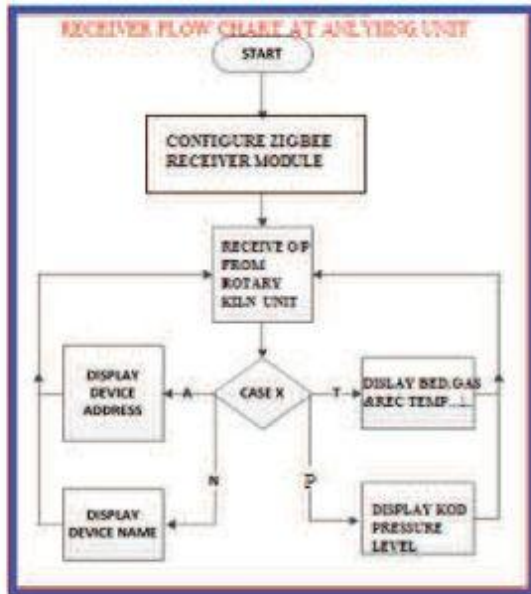 RECEIVER FLOW CHART AT ANLYHING UNIT
START
CONFIGURE ZIGBEE
RECEIVER MODULE
RECEIVE O/P
FROM
ROTARY
KILN UNIT
DISPLAY
DEVICE
ADDRESS
A
CASE X
T
DISLAY BED,GAS
&REC TEMP...
N
P
DISPLAY
DEVICE NAME
DISPLAY KOD
PRESSURE
LEVEL